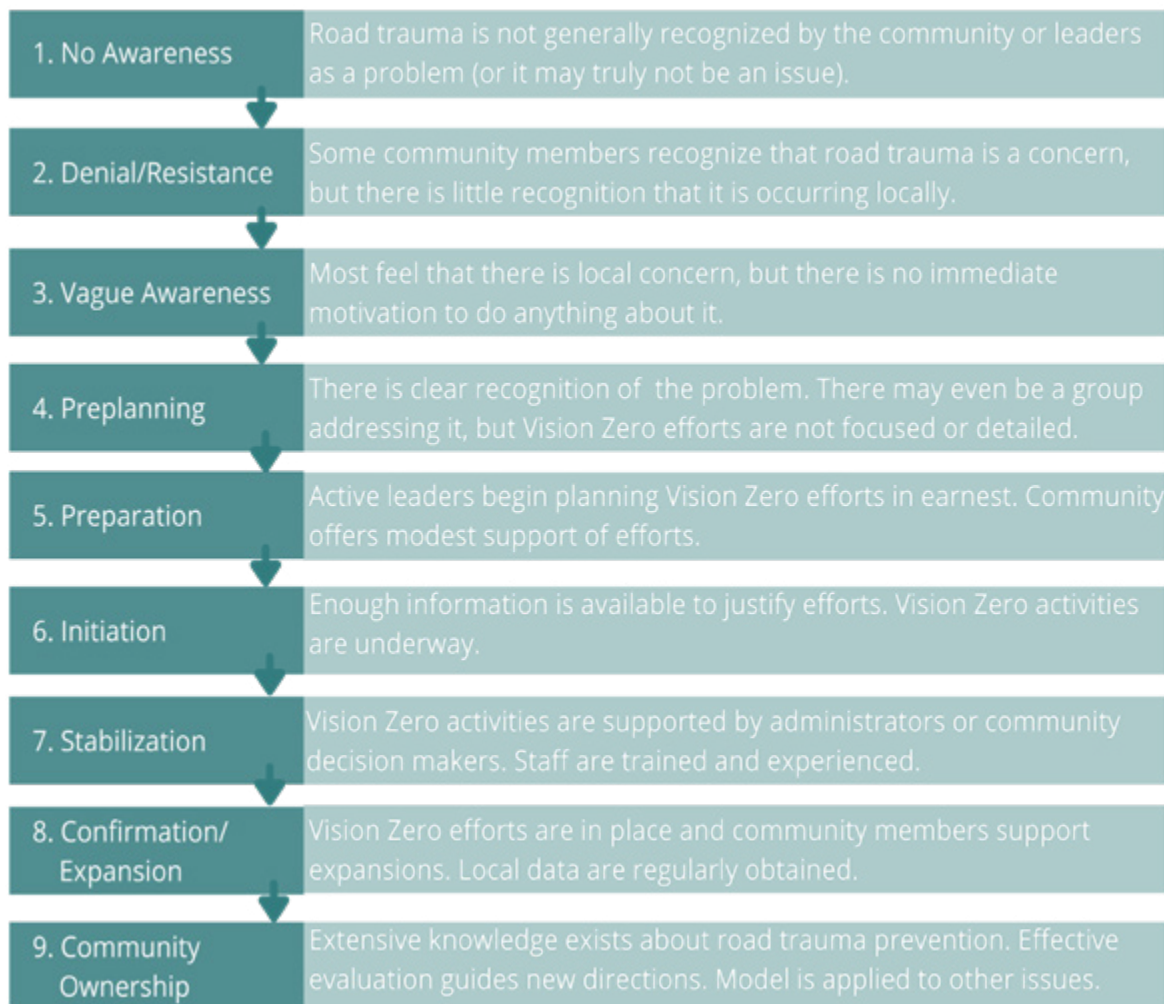 1. No Awareness
Road trauma is not generally recognized by the community or leaders
as a problem (or it may truly not be an issue).
2. Denial/Resistance
Some community members recognize that road trauma is a concern,
but there is little recognition that it is occurring locally.
3. Vague Awareness
Most feel that there is local concern, but there is no immediate
motivation to do anything about it.
4. Preplanning
There is clear recognition of the problem. There may even be a group
addressing it, but Vision Zero efforts are not focused or detailed.
5. Preparation
Active leaders begin planning Vision Zero efforts in earnest. Community
offers modest support of efforts.
6. Initiation
Enough information is available to justify efforts. Vision Zero activities
are underway.
7. Stabilization
Vision Zero activities are supported by administrators or community
decision makers. Staff are trained and experienced.
8. Confirmation/
Expansion
Vision Zero efforts are in place and community members support
expansions. Local data are regularly obtained.
9. Community
Ownership
Extensive knowledge exists about road trauma prevention. Effective
evaluation guides new directions. Model is applied to other issues.